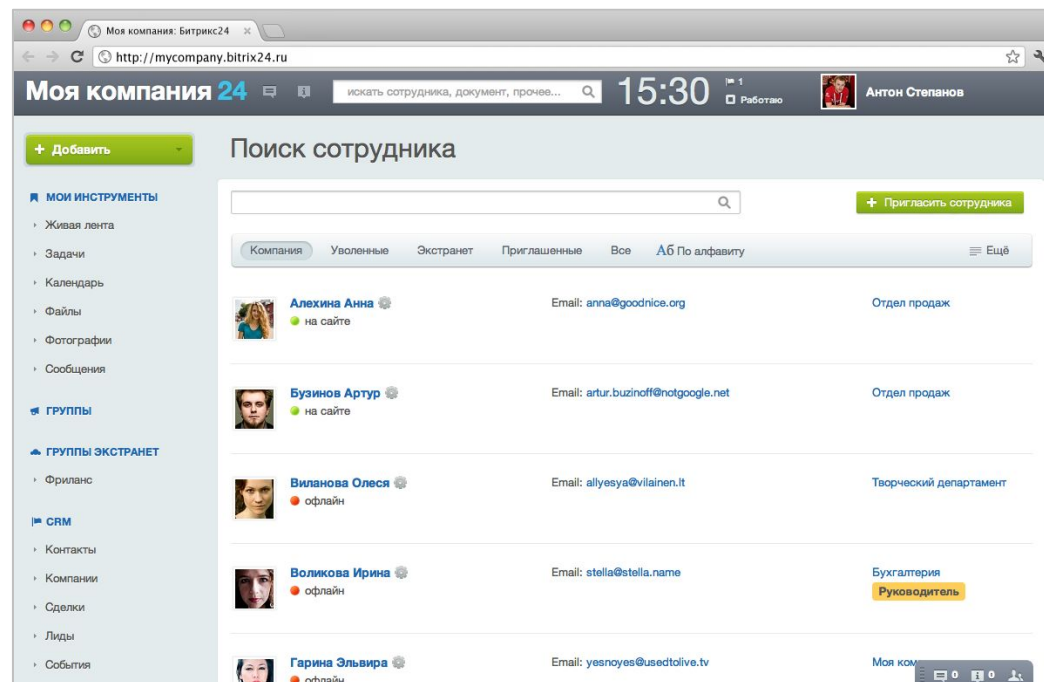 Моя компания: Битрикс24
http://mycompany.bitrix24.ru
Моя компания 24
искать сотрудника, документ, прочее...
15:30
1
Работаю
Антон Степанов
Добавить
Поиск сотрудника
МОИ ИНСТРУМЕНТЫ
Живая лента
Задачи
Календарь
Файлы
Фотографии
Сообщения
ГРУППЫ
ГРУППЫ ЭКСТРАНЕТ
Фриланс
CRM
Контакты
Компании
Сделки
Лиды
События
Пригласить сотрудника
Компания Уволенные Экстранет Приглашенные Все Аб По алфавиту Ещё
Алехина Анна Email: anna@goodnice.org Отдел продаж
на сайте
Бузинов Артур Email: artur.buzinoff@notgoogle.net Отдел продаж
на сайте
Виланова Олеся Email: allyesya@vilainen.lt Творческий департамент
офлайн
Воликова Ирина Email: stella@stella.name Бухгалтерия
офлайн Руководитель
Гарина Эльвира Email: yesnoyes@usedtolive.tv Моя ком
офлайн
0 0